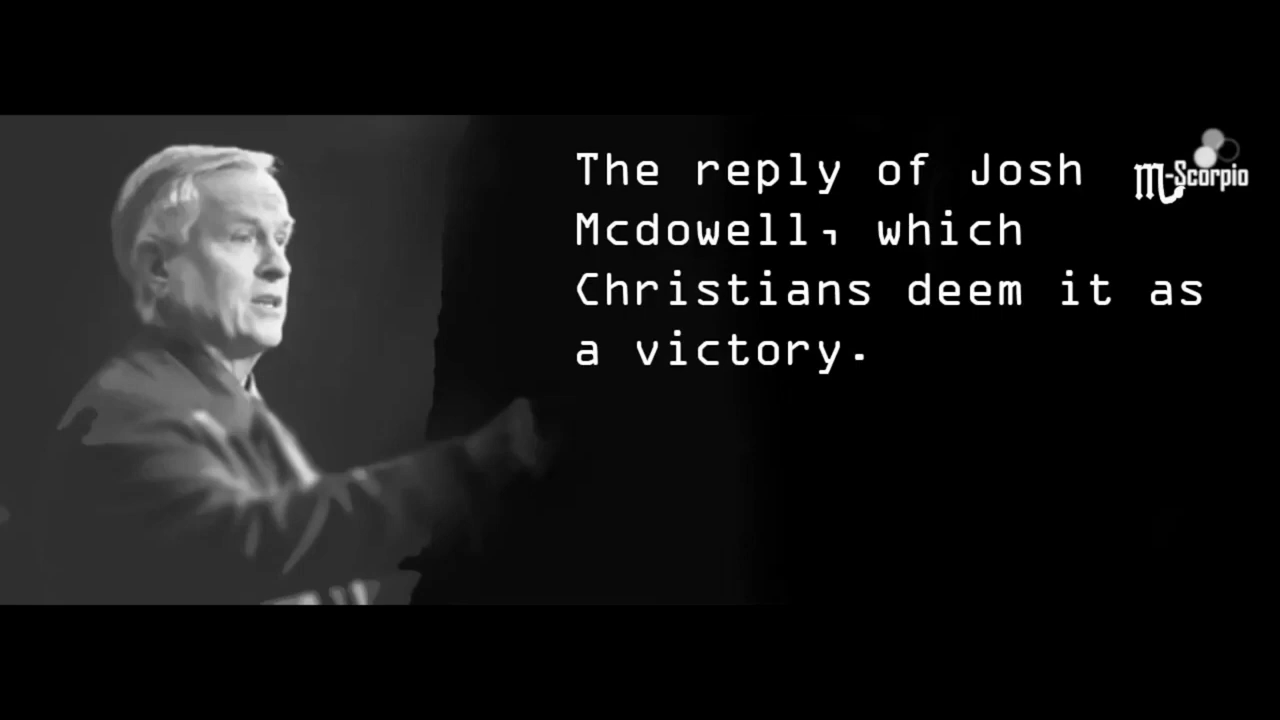 The reply of Josh
Mcdowell, which
Christians deem it as
a victory.
m-Scorpio